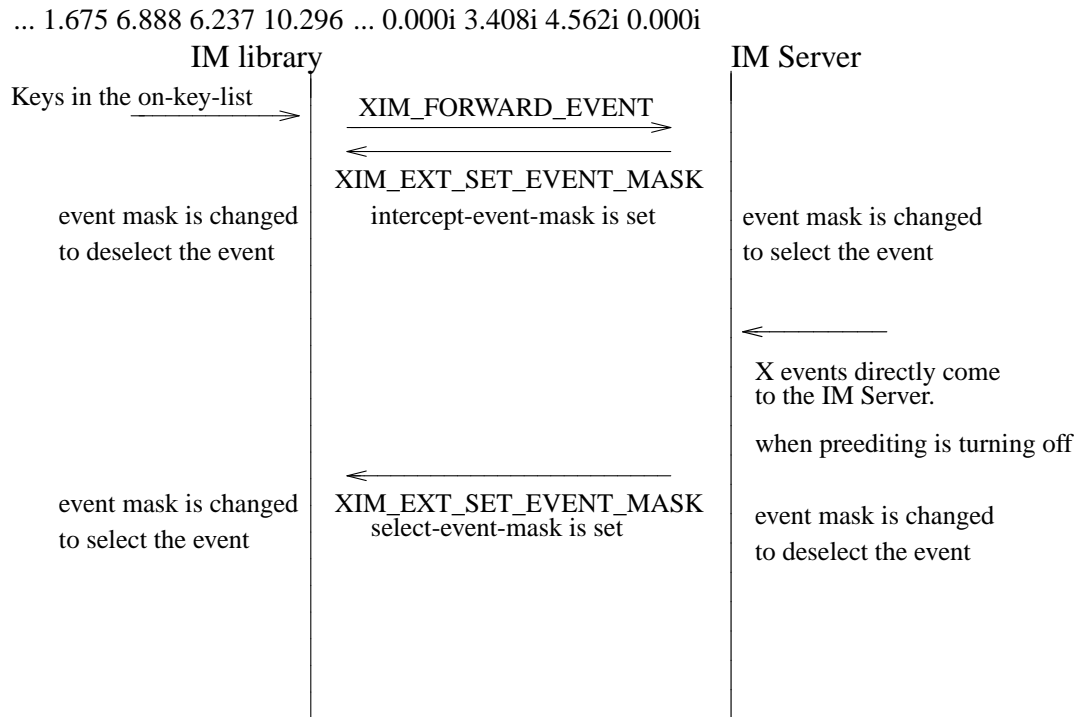 ... 1.675 6.888 6.237 10.296 ... 0.000i 3.408i 4.562i 0.000i
IM library
IM Server
Keys in the on-key-list
XIM_FORWARD_EVENT
XIM_EXT_SET_EVENT_MASK
intercept-event-mask is set
event mask is changed
to deselect the event
event mask is changed
to select the event
X events directly come
to the IM Server.
when preediting is turning off
XIM_EXT_SET_EVENT_MASK
select-event-mask is set
event mask is changed
to select the event
event mask is changed
to deselect the event